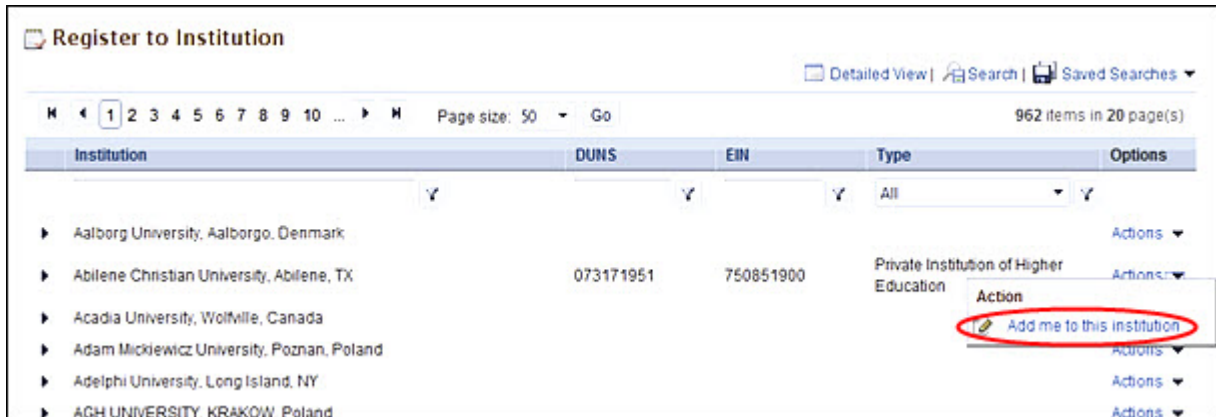 Register to Institution
Detailed View | Search | Saved Searches
1 2 3 4 5 6 7 8 9 10 ... Page size: 50 Go 962 items in 20 page(s)
Institution DUNS EIN Type Options
All
Aalborg University, Aalborgo, Denmark Actions
Abilene Christian University, Abilene, TX 073171951 750851900 Private Institution of Higher Education Actions
Action
Acadia University, Wolfville, Canada
Add me to this institution
Adam Mickiewicz University, Poznan, Poland Actions
Adelphi University, Long Island, NY Actions
AGH UNIVERSITY, KRAKOW, Poland Actions